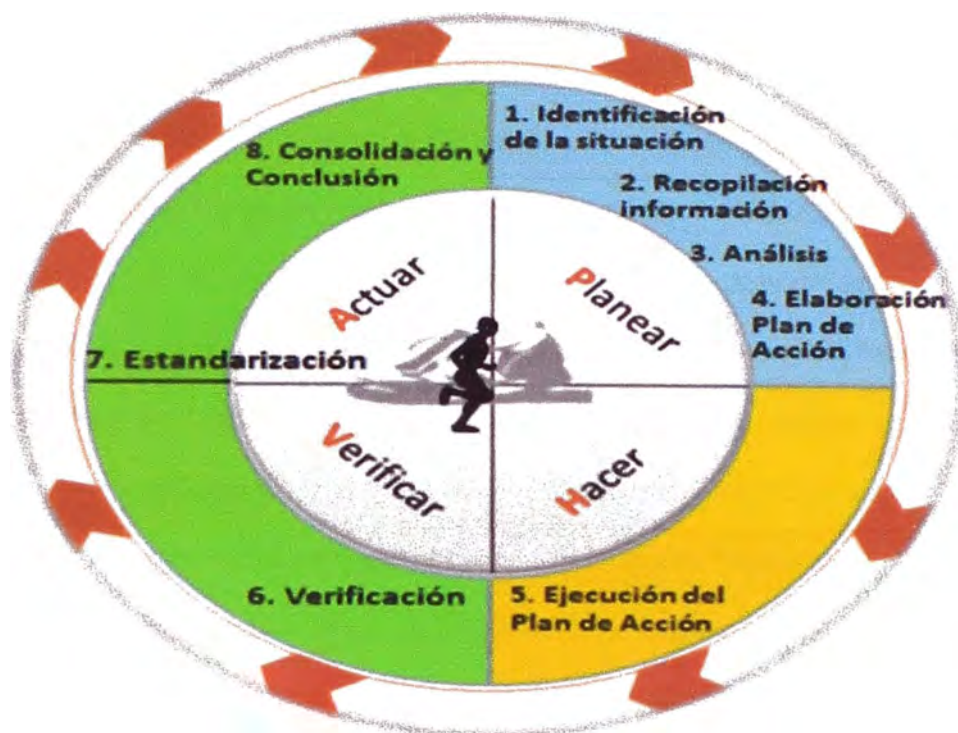 1. Identificación
de la situación
2. Recopilación
información
3. Análisis
4. Elaboración
Plan de
Acción
5. Ejecución del
Plan de Acción
6. Verificación
7. Estandarización
8. Consolidación y
Conclusión
Planear
Hacer
Verificar
Actuar